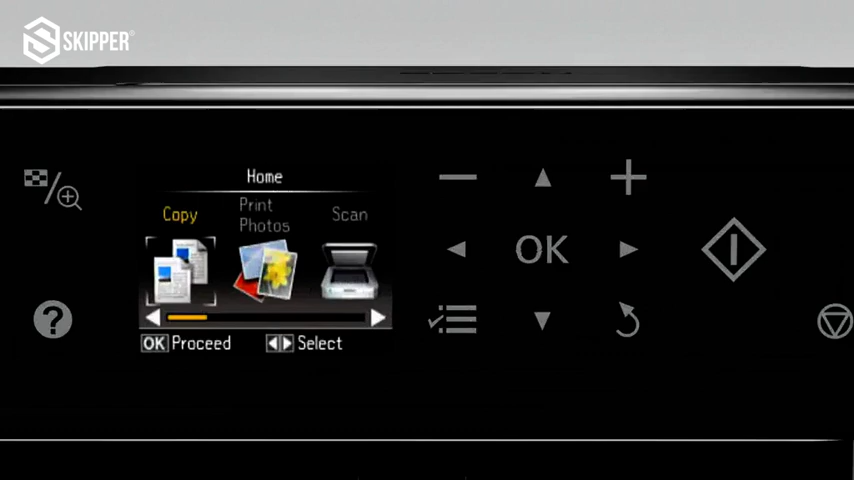 SKIPPER
Home
Copy
Print
Photos
Scan
OK Proceed
Select
OK